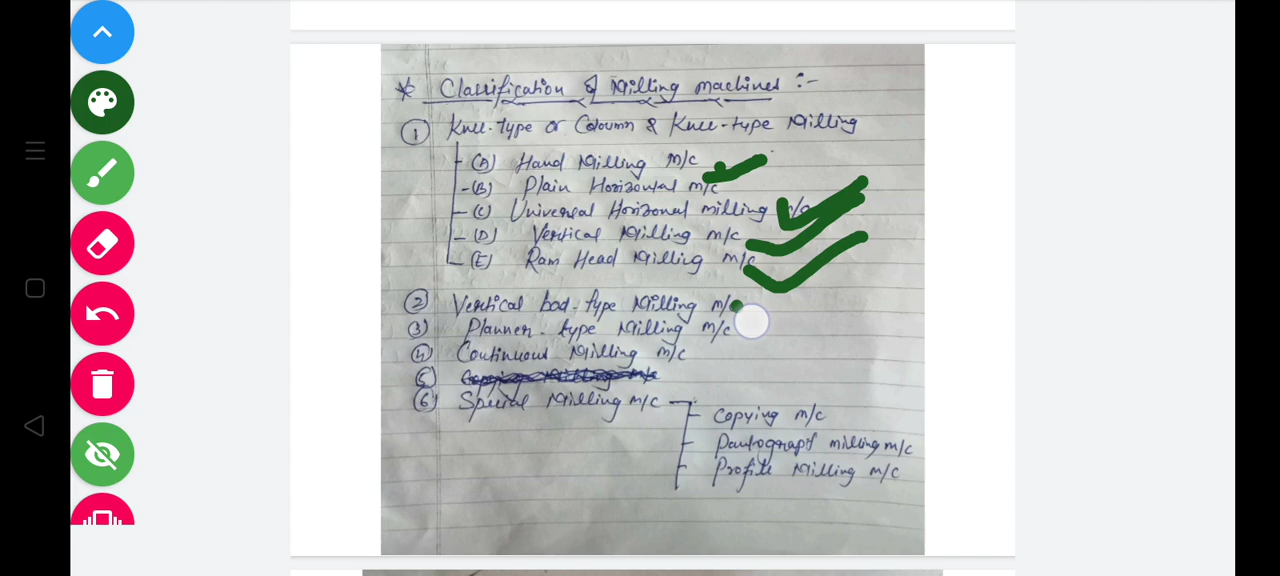 * Classification of Milling machines :-
① Knee-type or Coloumn & Knee-type Milling
(A) Hand Milling m/c
(B) Plain Horizontal m/c
(C) Universal Horizonal milling m/c
(D) Vertical Milling m/c
(E) Ram Head Milling m/c
② Vertical bad-type Milling m/c
③ Planner-type Milling m/c
④ Continuous Milling m/c
⑤
⑥ Special Milling m/c
Copying m/c
Pantograph milling m/c
Profile Milling m/c